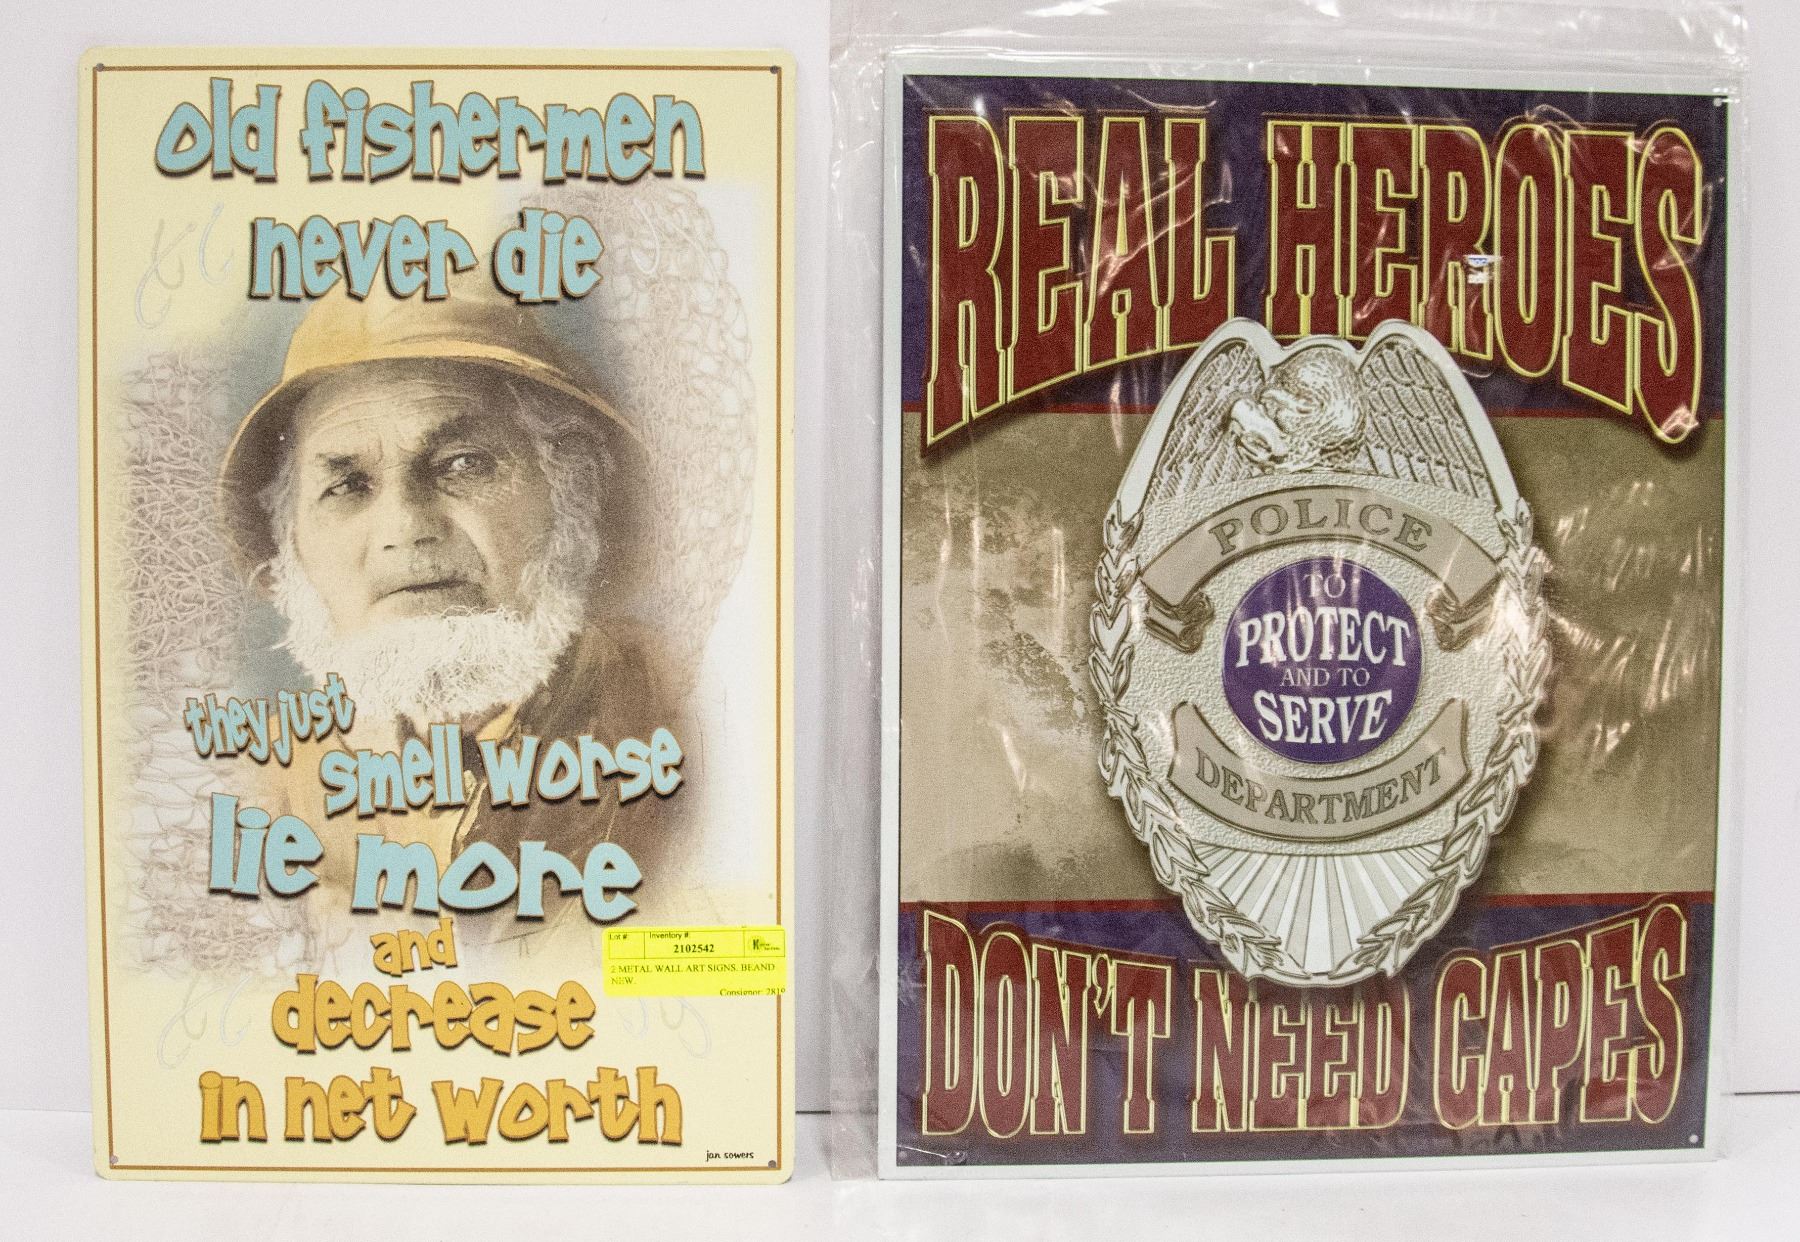 old fishermen
never die
they just
smell worse
lie more
and
decrease
in net worth
jan sowers
Lot #:
Inventory #:
2102542
2 METAL WALL ART SIGNS. BEAND
NEW.
Consignor: 2819
REAL HEROES
POLICE
TO
PROTECT
AND TO
SERVE
DEPARTMENT
DON'T NEED CAPES